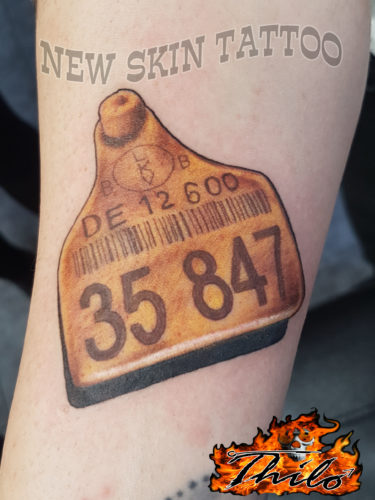 NEW SKIN TATTOO
L
B K B
V
DE 12 600
35 847
Thilo